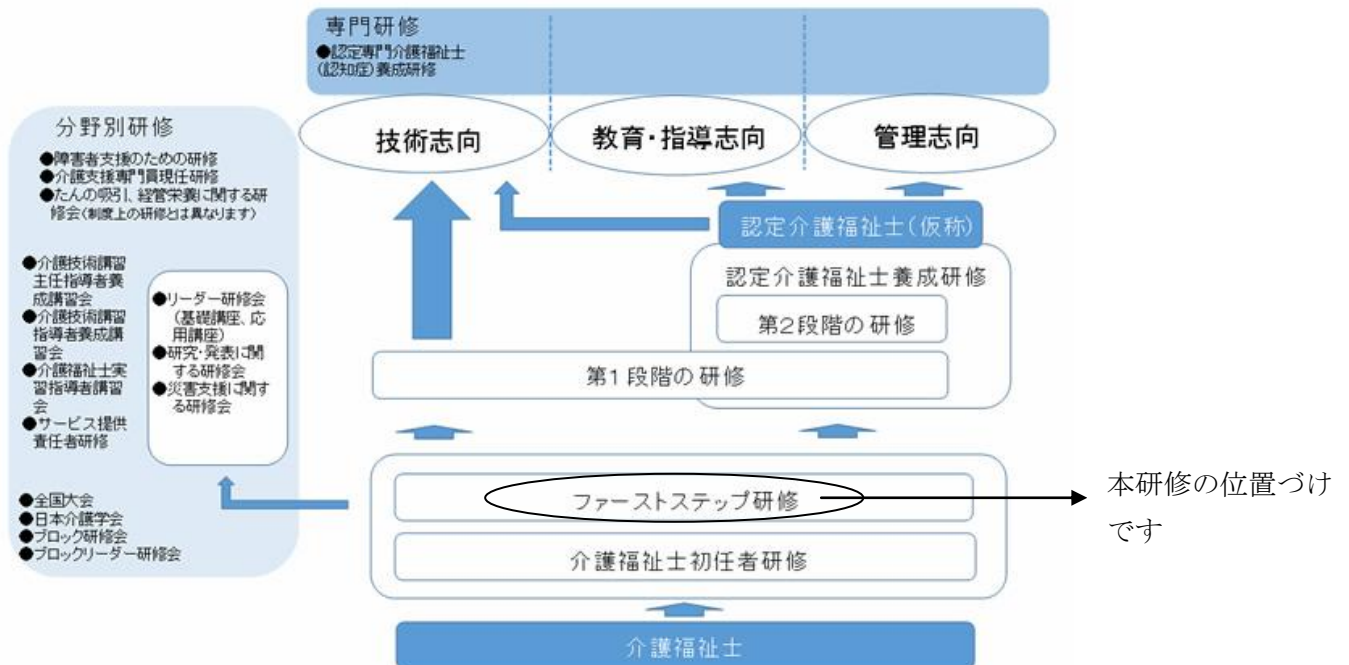 専門研修
●認定専門介護福祉士
(認知症)養成研修
技術志向
教育・指導志向
管理志向
分野別研修
●障害者支援のための研修
●介護支援専門員現任研修
●たんの吸引、経管栄養に関する研
修会(制度上の研修とは異なります)
●介護技術講習
主任指導者養
成講習会
●介護技術講習
指導者養成講
習会
●介護福祉士実
習指導者講習
会
●サービス提供
責任者研修
●リーダー研修会
(基礎講座、応
用講座)
●研究・発表に関
する研修会
●災害支援に関す
る研修会
●全国大会
●日本介護学会
●ブロック研修会
●ブロックリーダー研修会
認定介護福祉士(仮称)
認定介護福祉士養成研修
第2段階の研修
第1段階の研修
ファーストステップ研修
介護福祉士初任者研修
介護福祉士
本研修の位置づけ
です